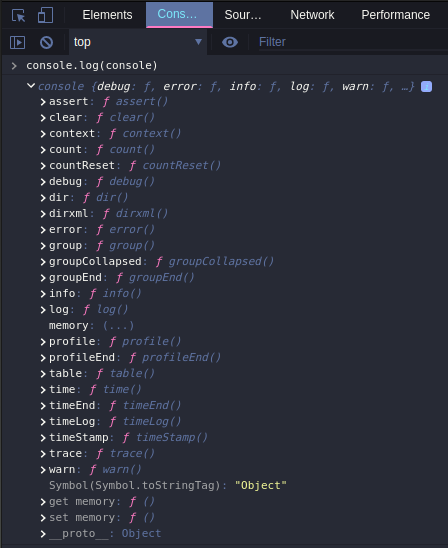 Elements Cons… Sour… Network Performance
top Filter
console.log(console)
console {debug: ƒ, error: ƒ, info: ƒ, log: ƒ, warn: ƒ, …} i
assert: ƒ assert()
clear: ƒ clear()
context: ƒ context()
count: ƒ count()
countReset: ƒ countReset()
debug: ƒ debug()
dir: ƒ dir()
dirxml: ƒ dirxml()
error: ƒ error()
group: ƒ group()
groupCollapsed: ƒ groupCollapsed()
groupEnd: ƒ groupEnd()
info: ƒ info()
log: ƒ log()
memory: (...)
profile: ƒ profile()
profileEnd: ƒ profileEnd()
table: ƒ table()
time: ƒ time()
timeEnd: ƒ timeEnd()
timeLog: ƒ timeLog()
timeStamp: ƒ timeStamp()
trace: ƒ trace()
warn: ƒ warn()
Symbol(Symbol.toStringTag): "Object"
get memory: ƒ ()
set memory: ƒ ()
__proto__: Object